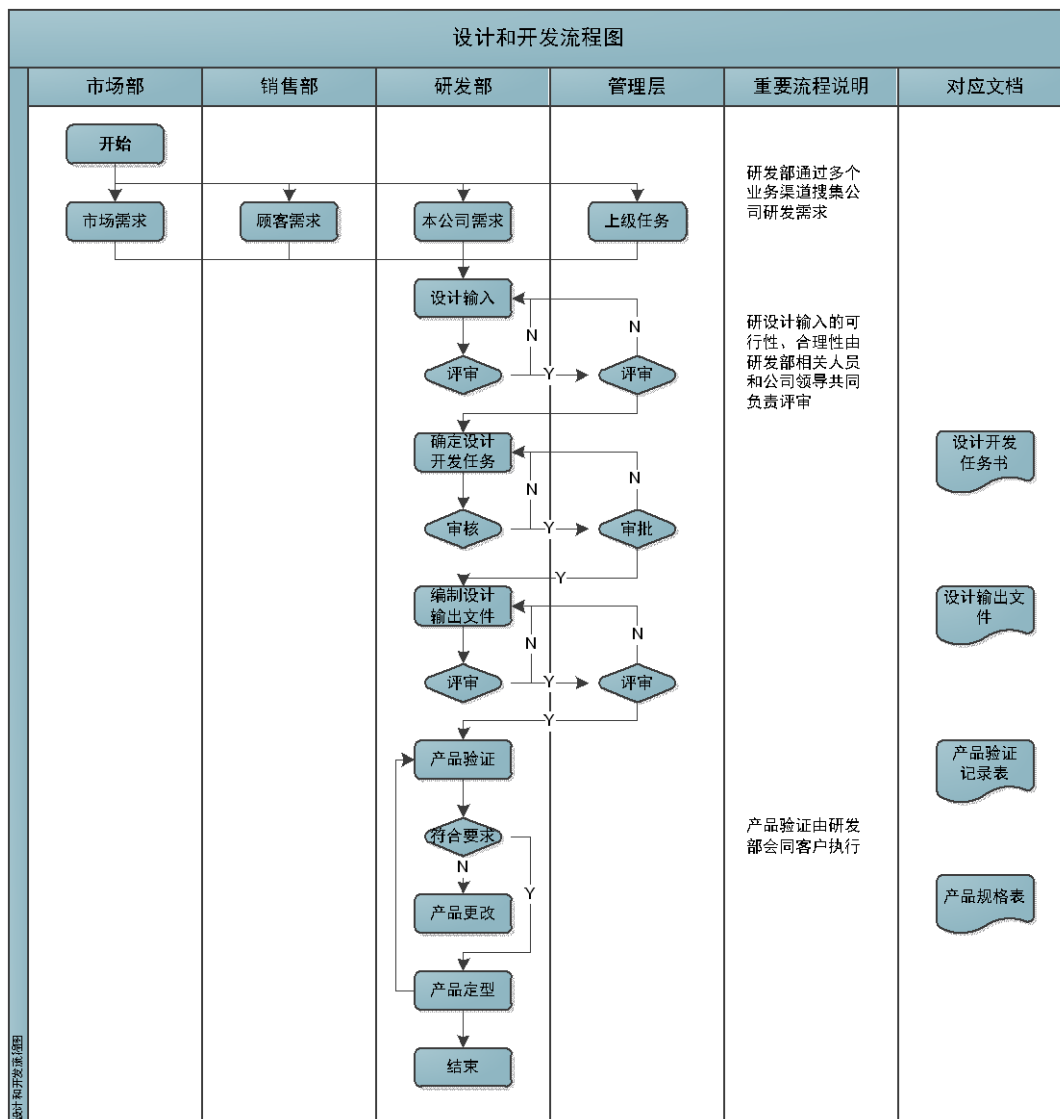 设计和开发流程图
市场部
销售部
研发部
管理层
重要流程说明
对应文档
开始
研发部通过多个
业务渠道搜集公
司研发需求
市场需求
顾客需求
本公司需求
上级任务
设计输入
N
N
研设计输入的可
行性、合理性由
研发部相关人员
和公司领导共同
负责评审
评审
Y
评审
确定设计
开发任务
N
N
设计开发
任务书
审核
Y
审批
Y
编制设计
输出文件
N
N
设计输出文
件
评审
Y
评审
Y
产品验证
产品验证
记录表
符合要求
N
Y
产品验证由研发
部会同客户执行
产品更改
产品规格表
产品定型
结束
设计和开发流程图